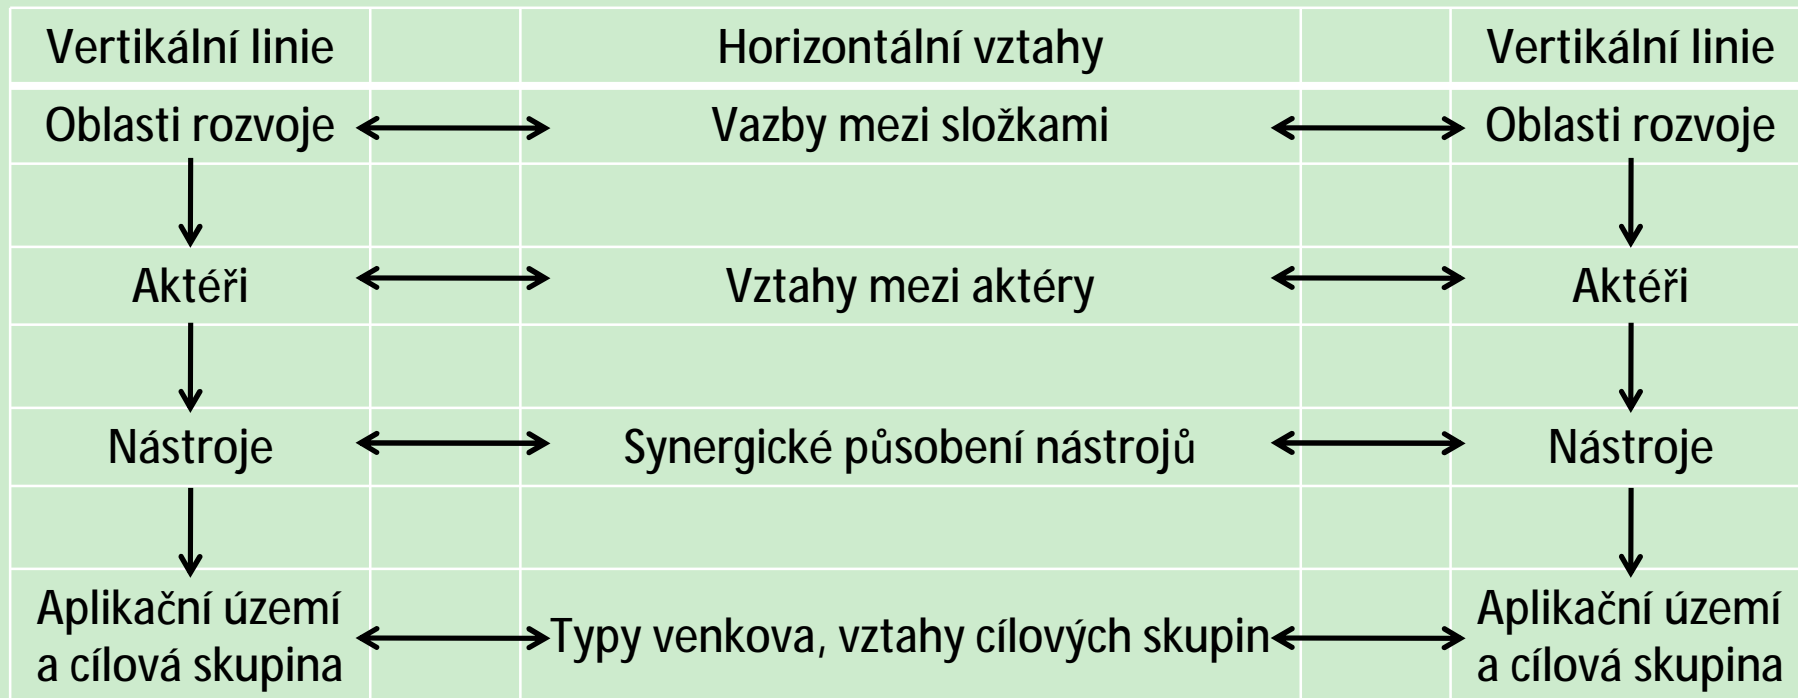 Vertikální linie Horizontální vztahy Vertikální linie
Oblasti rozvoje Vazby mezi složkami Oblasti rozvoje
Aktéři Vztahy mezi aktéry Aktéři
Nástroje Synergické působení nástrojů Nástroje
Aplikační území
a cílová skupina
Typy venkova, vztahy cílových skupin
Aplikační území
a cílová skupina